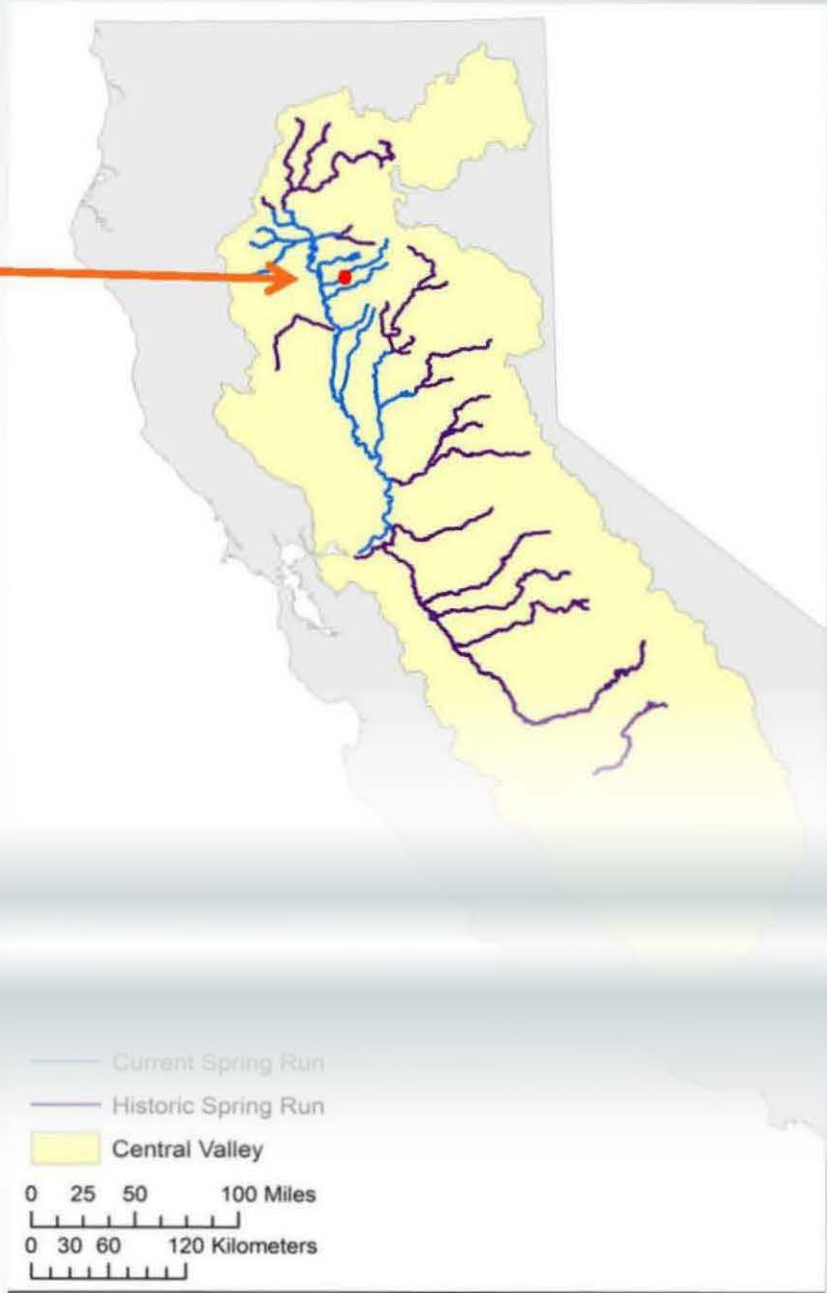 Current Spring Run
Historic Spring Run
Central Valley
0 25 50 100 Miles
0 30 60 120 Kilometers